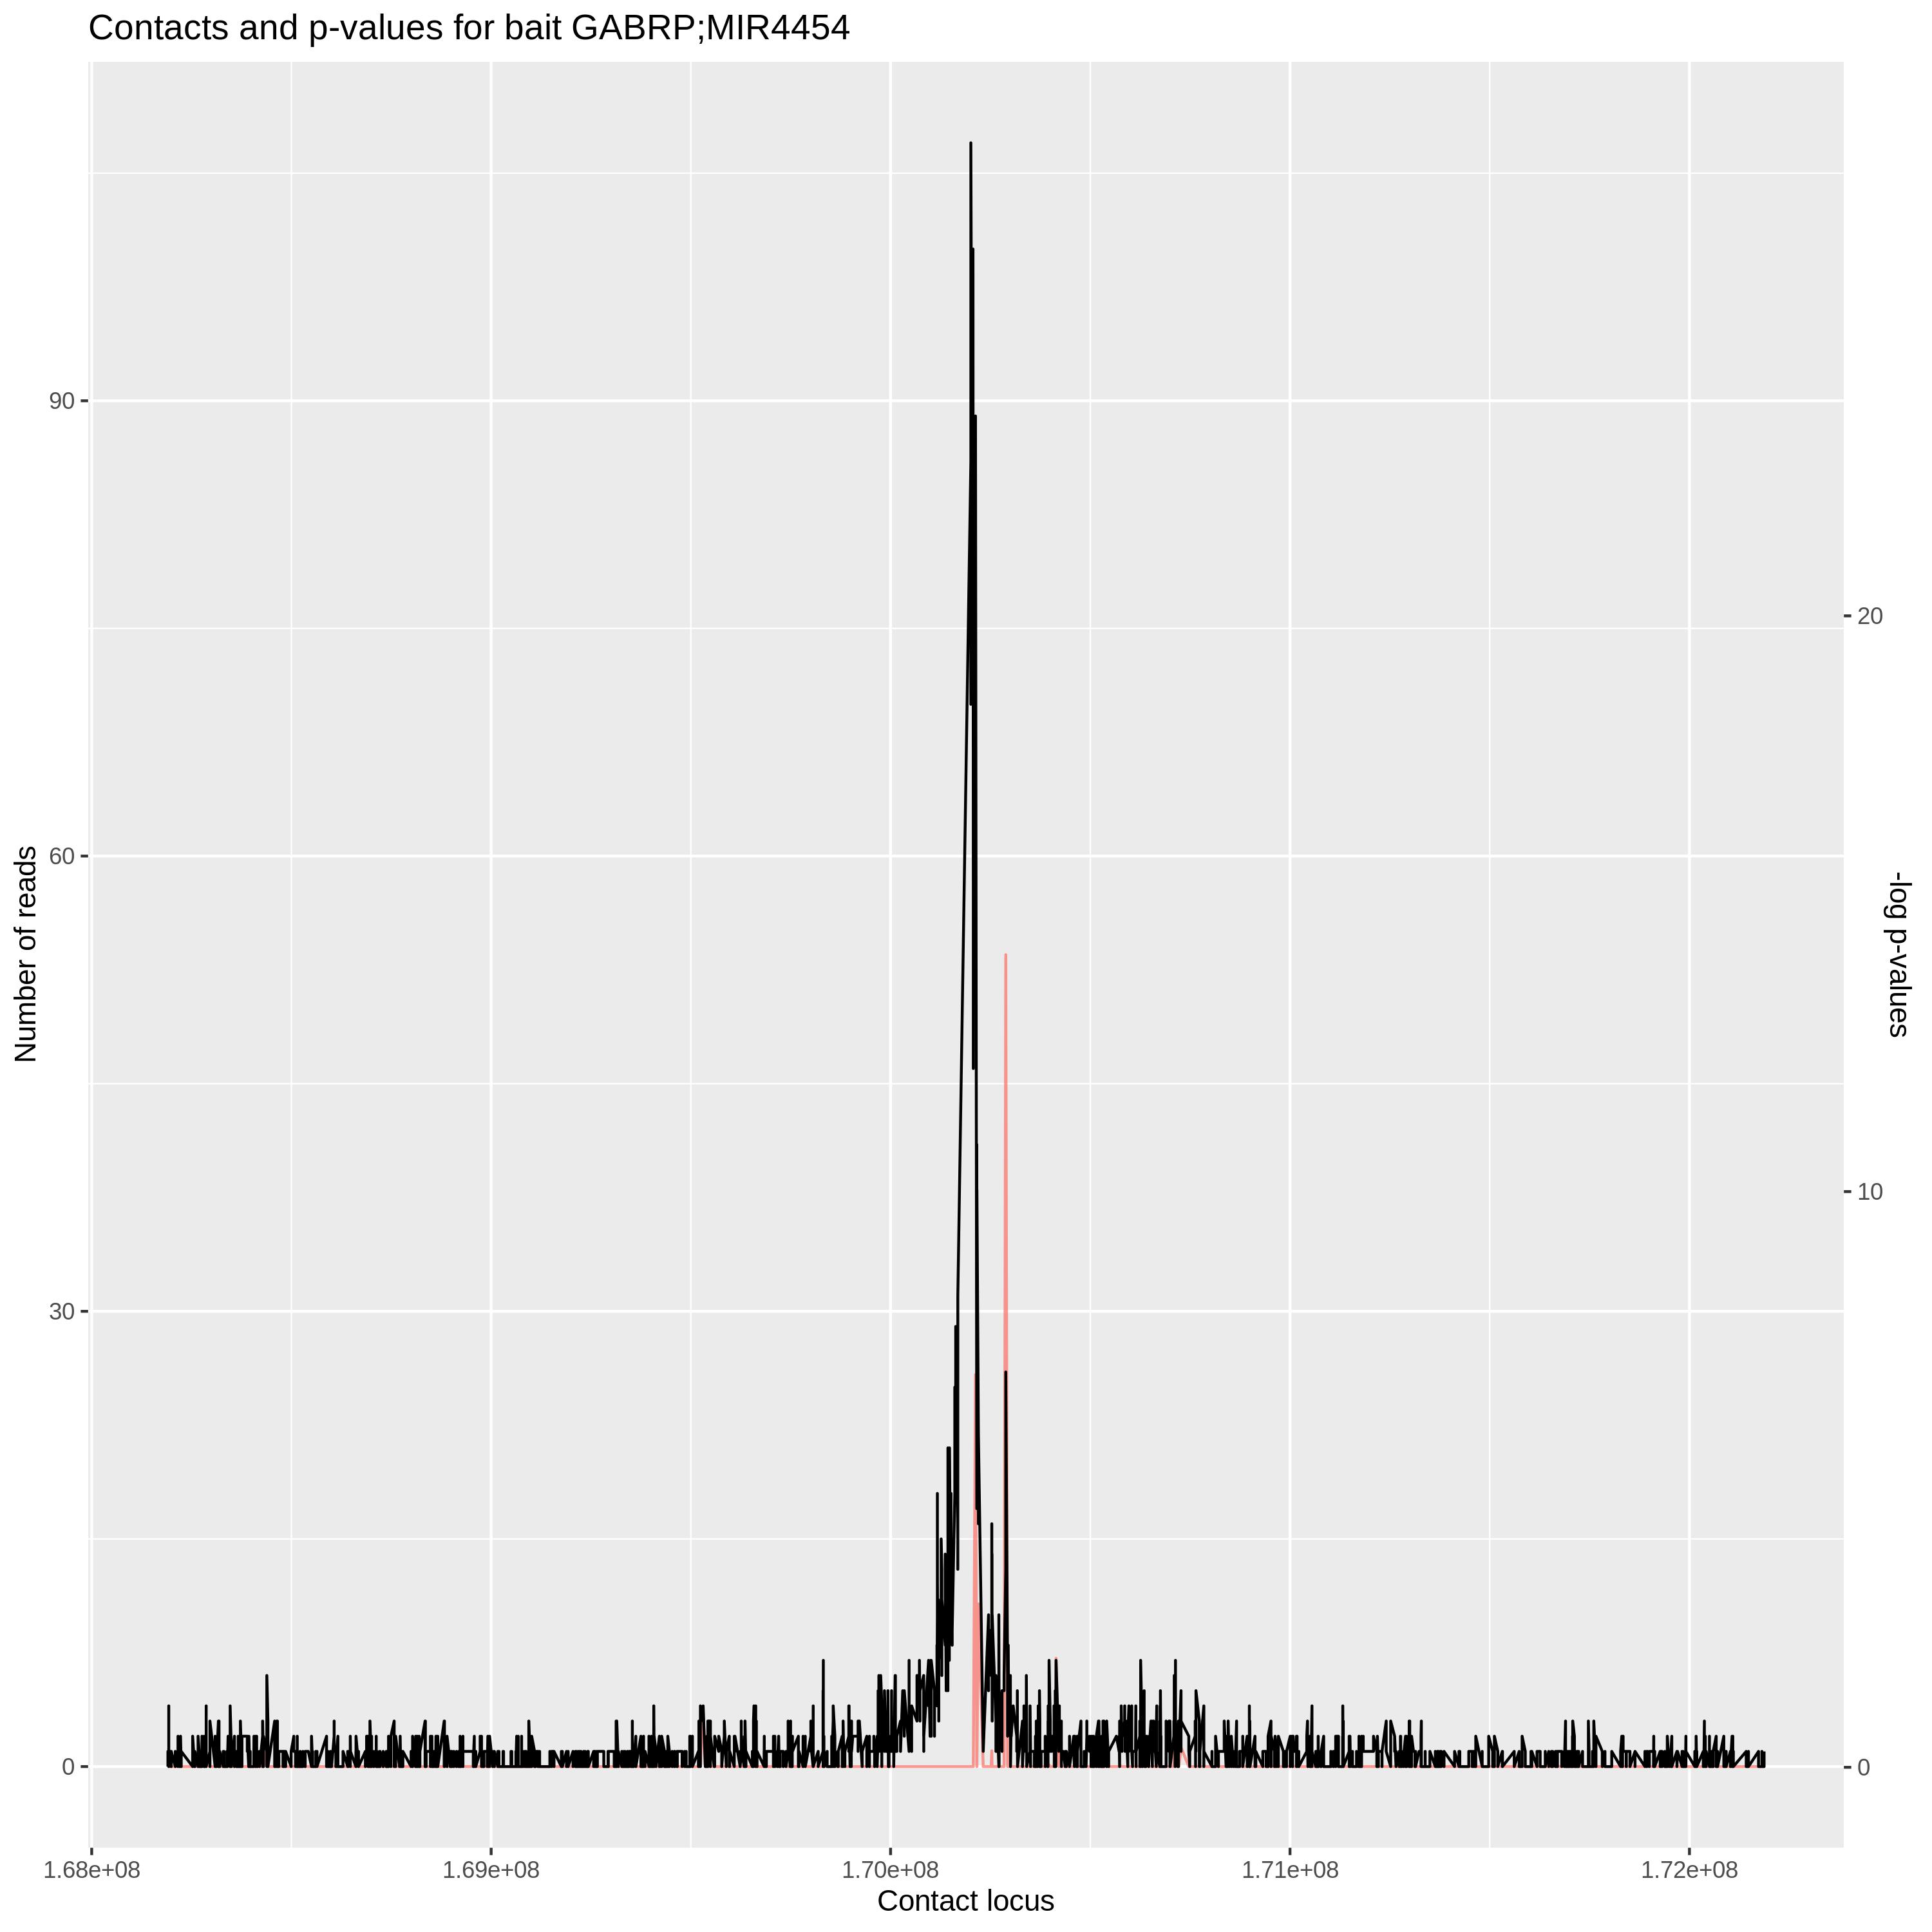 Contacts and p-values for bait GABRP;MIR4454
90
60
30
0
Number of reads
20
10
0
-log p-values
1.68e+08
1.69e+08
1.70e+08
1.71e+08
1.72e+08
Contact locus